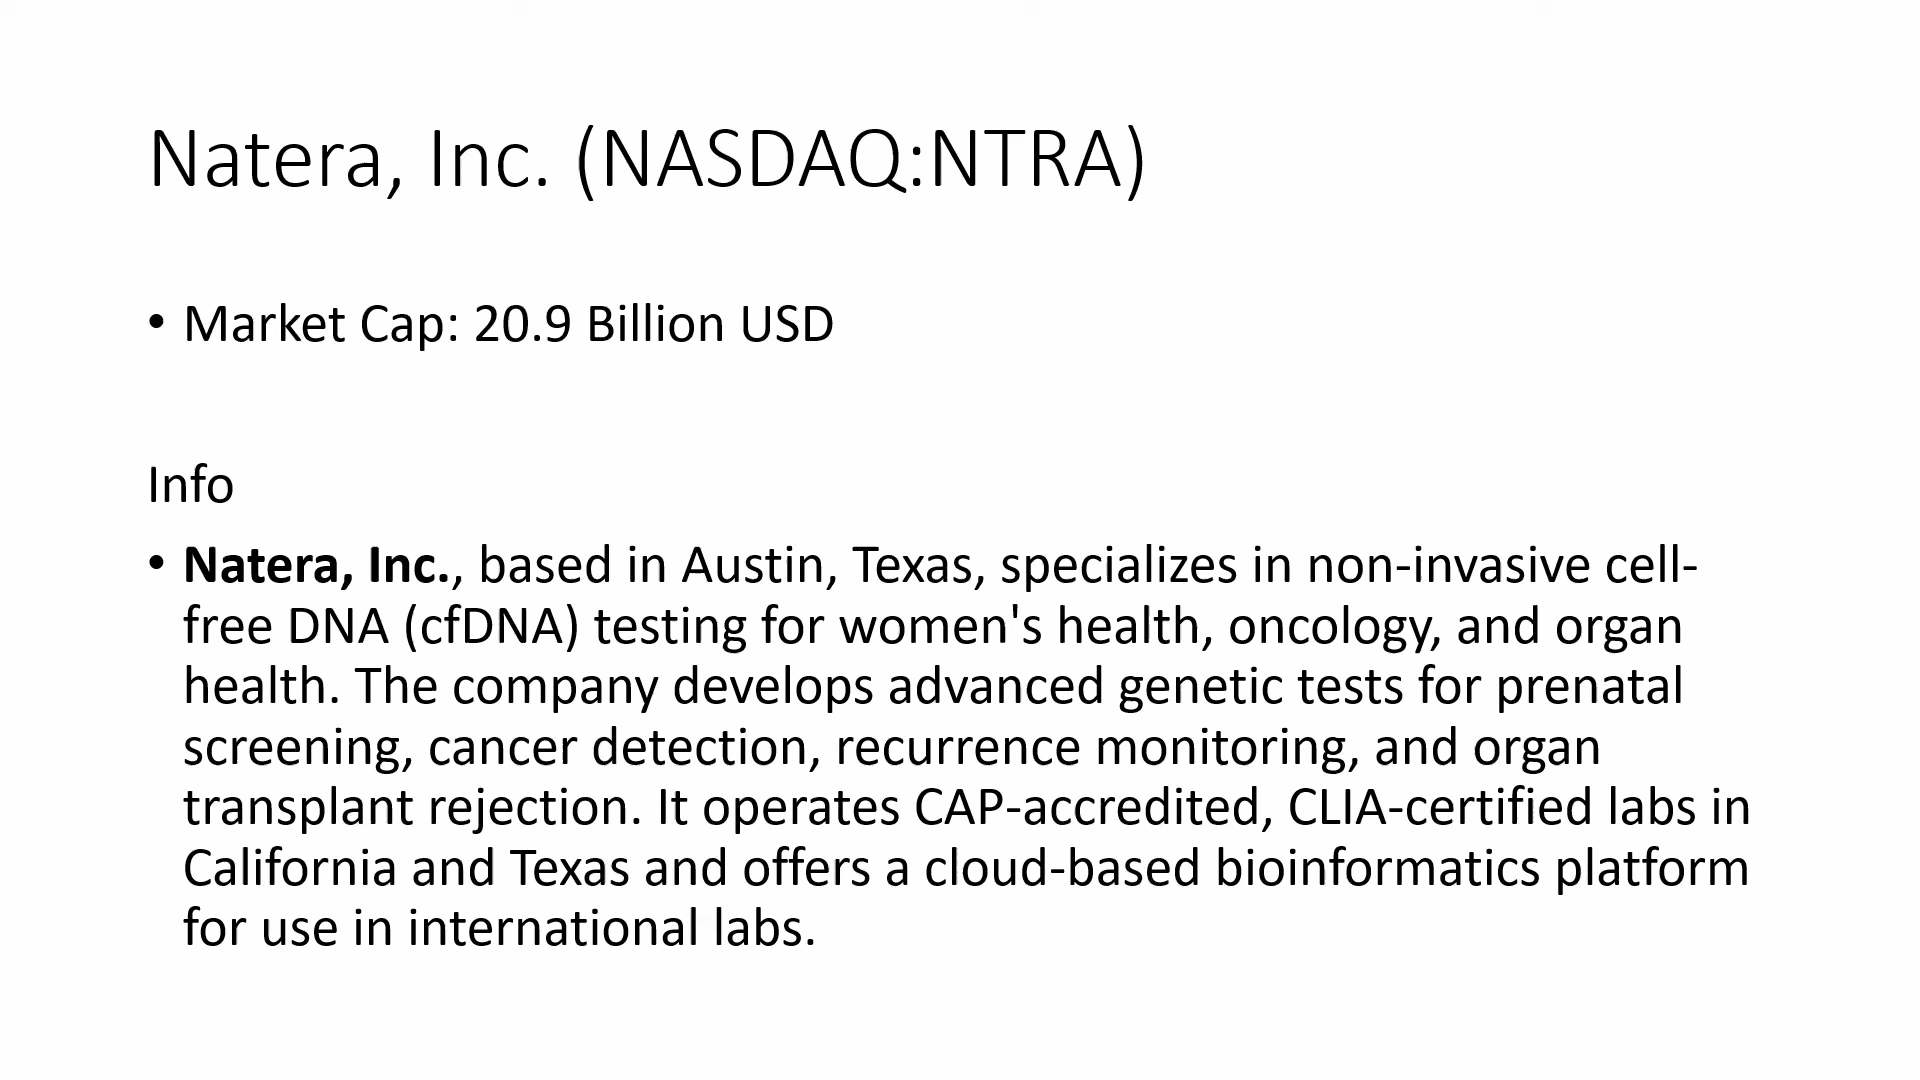 Natera, Inc. (NASDAQ:NTRA)
• Market Cap: 20.9 Billion USD
Info
• Natera, Inc., based in Austin, Texas, specializes in non-invasive cell-
free DNA (cfDNA) testing for women's health, oncology, and organ
health. The company develops advanced genetic tests for prenatal
screening, cancer detection, recurrence monitoring, and organ
transplant rejection. It operates CAP-accredited, CLIA-certified labs in
California and Texas and offers a cloud-based bioinformatics platform
for use in international labs.